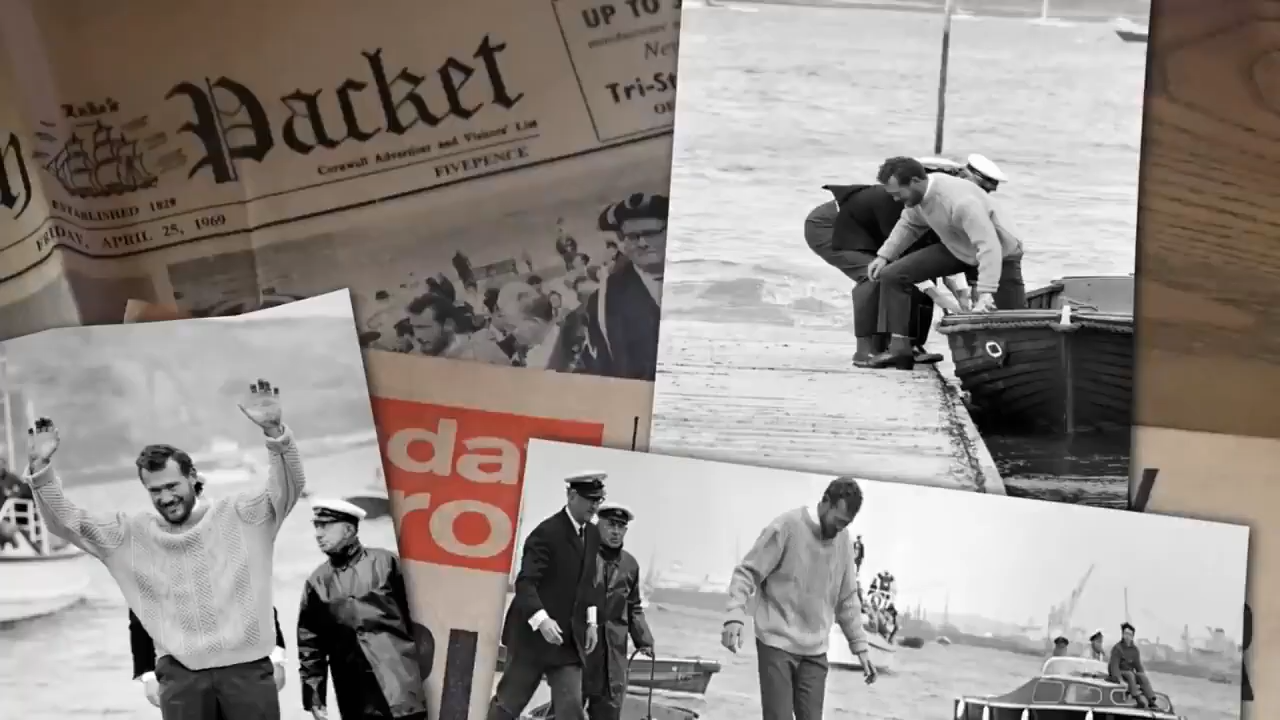 Packet
Cornwall Advertiser and Visitors' List
FIVEPENCE
ESTABLISHED 1829
FRIDAY, APRIL 25, 1969
UP TO
Tri-St
da
ro